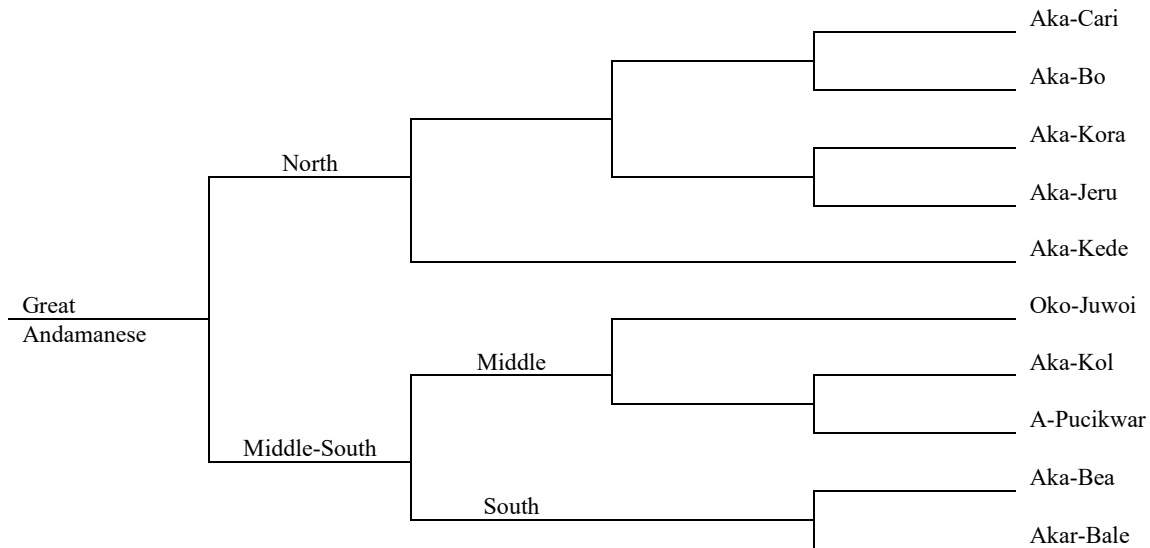 Aka-Cari
Aka-Bo
Aka-Kora
North
Aka-Jeru
Aka-Kede
Great
Andamanese
Oko-Juwoi
Middle
Aka-Kol
A-Pucikwar
Middle-South
Aka-Bea
South
Akar-Bale